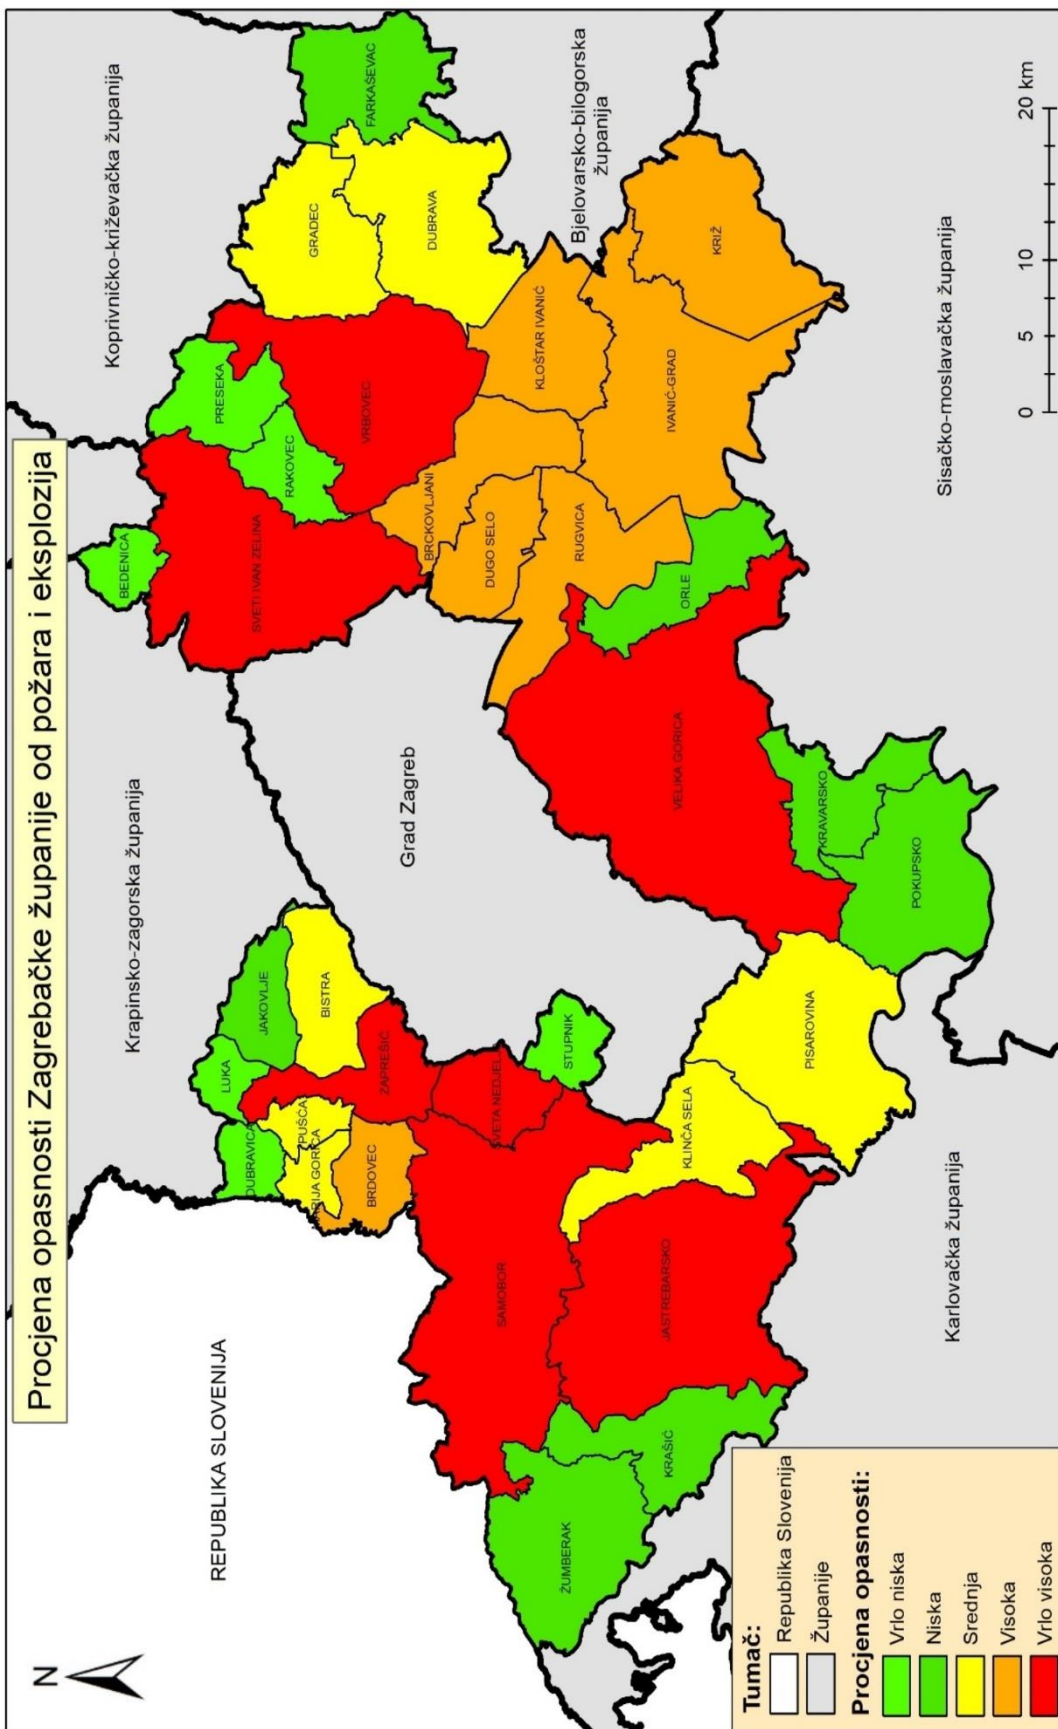 Procjena opasnosti Zagrebačke županije od požara i eksplozija
N
REPUBLIKA SLOVENIJA
Krapinsko-zagorska županija
Koprivničko-križevačka županija
Bjelovarsko-bilogorska
županija
Grad Zagreb
Karlovačka županija
Sisačko-moslavačka županija
BEDENICA
PRESEKA
RAKOVEC
SVETI IVAN ZELINA
VRBOVEC
GRADEC
FARKAŠEVAC
DUBRAVA
LUKA
JAKOVLJE
DUBRAVICA
BISTRA
PUŠĆA
MARIJA GORICA
ZAPREŠIĆ
BRDOVEC
BRCKOVLJANI
DUGO SELO
KLOŠTAR IVANIĆ
RUGVICA
IVANIĆ-GRAD
KRIŽ
SAMOBOR
SVETA NEDJELJA
STUPNIK
ORLE
VELIKA GORICA
ŽUMBERAK
KRAŠIĆ
JASTREBARSKO
KLINČA SELA
PISAROVINA
KRAVARSKO
POKUPSKO
Tumač:
Republika Slovenija
Županije
Procjena opasnosti:
Vrlo niska
Niska
Srednja
Visoka
Vrlo visoka
0 5 10 20 km